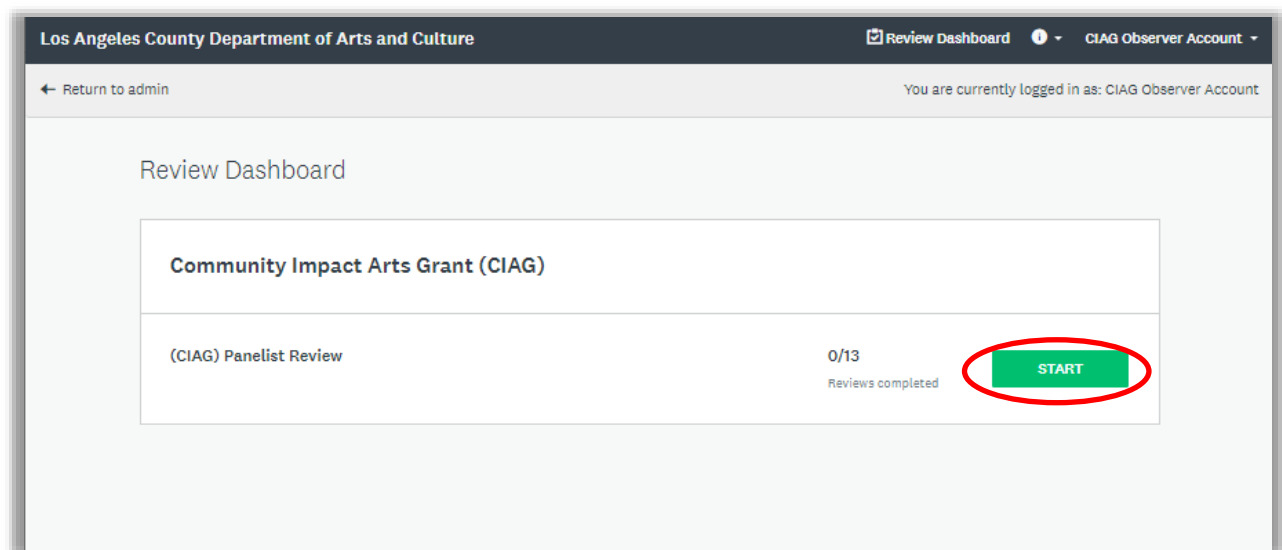 Los Angeles County Department of Arts and Culture Review Dashboard CIAG Observer Account
Return to admin You are currently logged in as: CIAG Observer Account
Review Dashboard
Community Impact Arts Grant (CIAG)
(CIAG) Panelist Review 0/13 START
Reviews completed